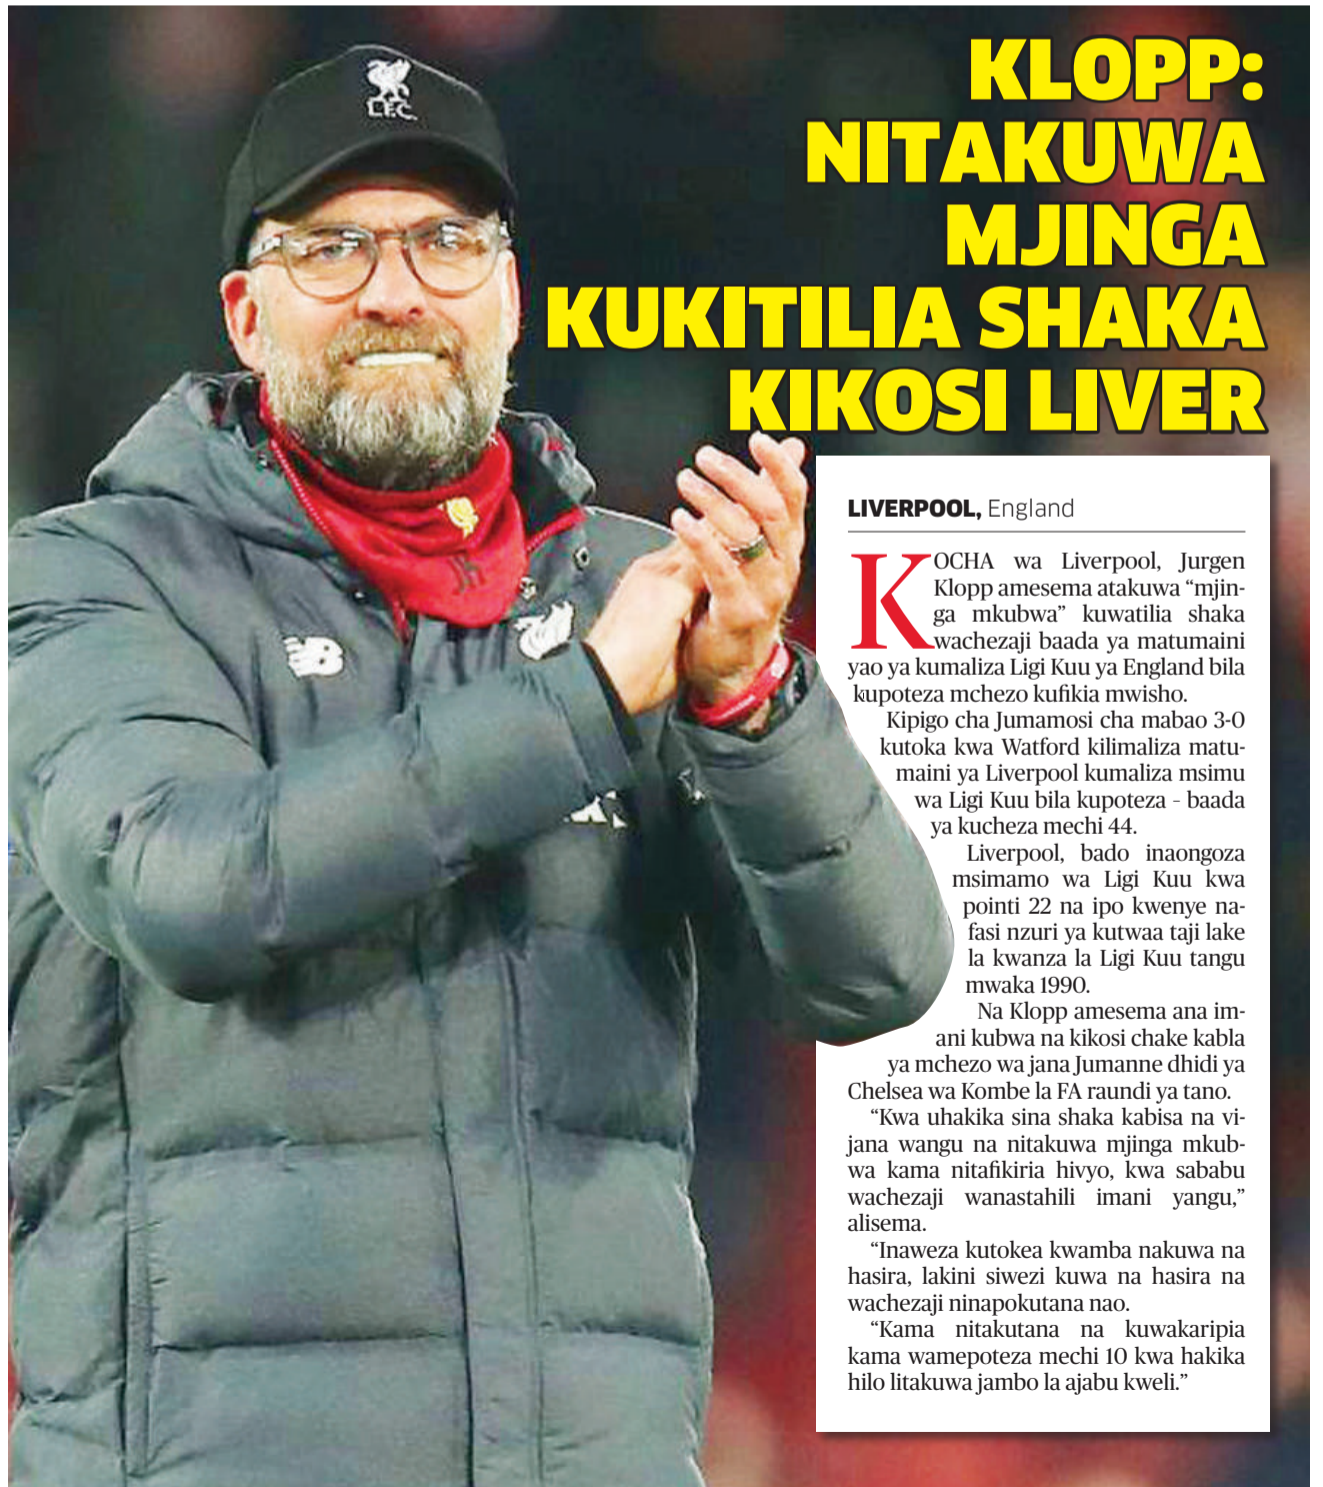 L.F.C.
KLOPP:
NITAKUWA
MJINGA
KUKITILIA SHAKA
KIKOSI LIVER
LIVERPOOL, England
KOCHA wa Liverpool, Jurgen
Klopp amesema atakuwa “mjin-
ga mkubwa” kuwatilia shaka
wachezaji baada ya matumaini
yao ya kumaliza Ligi Kuu ya England bila
kupoteza mchezo kufikia mwisho.
Kipigo cha Jumamosi cha mabao 3-0
kutoka kwa Watford kilimaliza matu-
maini ya Liverpool kumaliza msimu
wa Ligi Kuu bila kupoteza - baada
ya kucheza mechi 44.
Liverpool, bado inaongoza
msimamo wa Ligi Kuu kwa
pointi 22 na ipo kwenye na-
fasi nzuri ya kutwaa taji lake
la kwanza la Ligi Kuu tangu
mwaka 1990.
Na Klopp amesema ana im-
ani kubwa na kikosi chake kabla
ya mchezo wa jana Jumanne dhidi ya
Chelsea wa Kombe la FA raundi ya tano.
“Kwa uhakika sina shaka kabisa na vi-
jana wangu na nitakuwa mjinga mkub-
wa kama nitafikiria hivyo, kwa sababu
wachezaji wanastahili imani yangu,”
alisema.
“Inaweza kutokea kwamba nakuwa na
hasira, lakini siwezi kuwa na hasira na
wachezaji ninapokutana nao.
“Kama nitakutana na kuwakaripia
kama wamepoteza mechi 10 kwa hakika
hilo litakuwa jambo la ajabu kweli.”